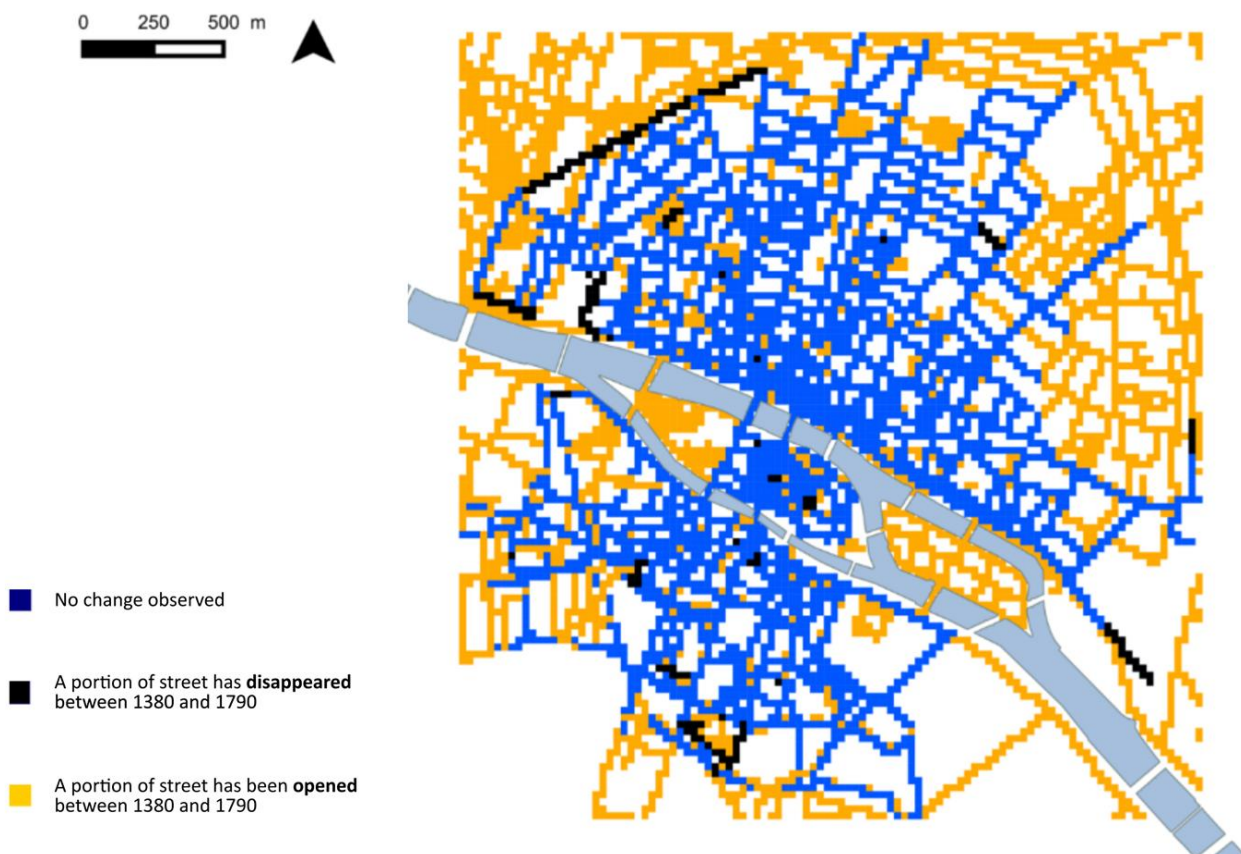 0 250 500 m
No change observed
A portion of street has disappeared
between 1380 and 1790
A portion of street has been opened
between 1380 and 1790